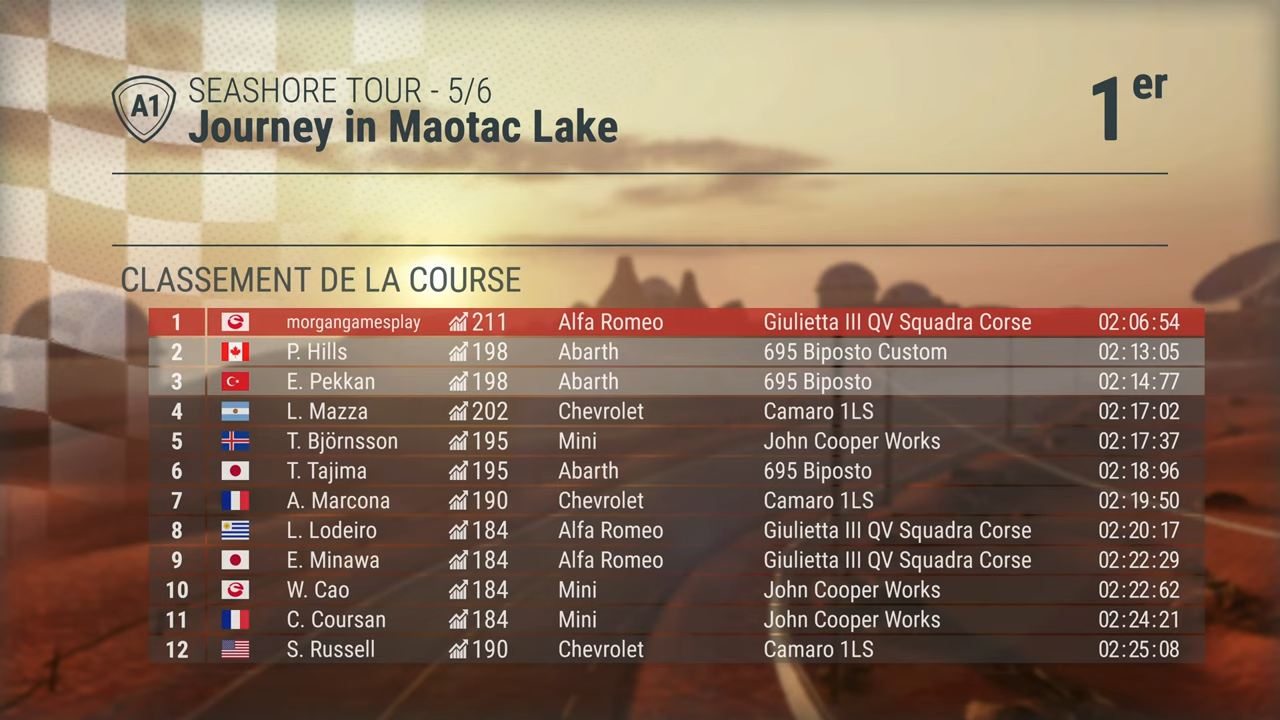 A1
SEASHORE TOUR - 5/6
Journey in Maotac Lake
1er
CLASSEMENT DE LA COURSE
1 morgangamesplay 211 Alfa Romeo Giulietta III QV Squadra Corse 02:06:54
2 P. Hills 198 Abarth 695 Biposto Custom 02:13:05
3 E. Pekkan 198 Abarth 695 Biposto 02:14:77
4 L. Mazza 202 Chevrolet Camaro 1LS 02:17:02
5 T. Björnsson 195 Mini John Cooper Works 02:17:37
6 T. Tajima 195 Abarth 695 Biposto 02:18:96
7 A. Marcona 190 Chevrolet Camaro 1LS 02:19:50
8 L. Lodeiro 184 Alfa Romeo Giulietta III QV Squadra Corse 02:20:17
9 E. Minawa 184 Alfa Romeo Giulietta III QV Squadra Corse 02:22:29
10 W. Cao 184 Mini John Cooper Works 02:22:62
11 C. Coursan 184 Mini John Cooper Works 02:24:21
12 S. Russell 190 Chevrolet Camaro 1LS 02:25:08